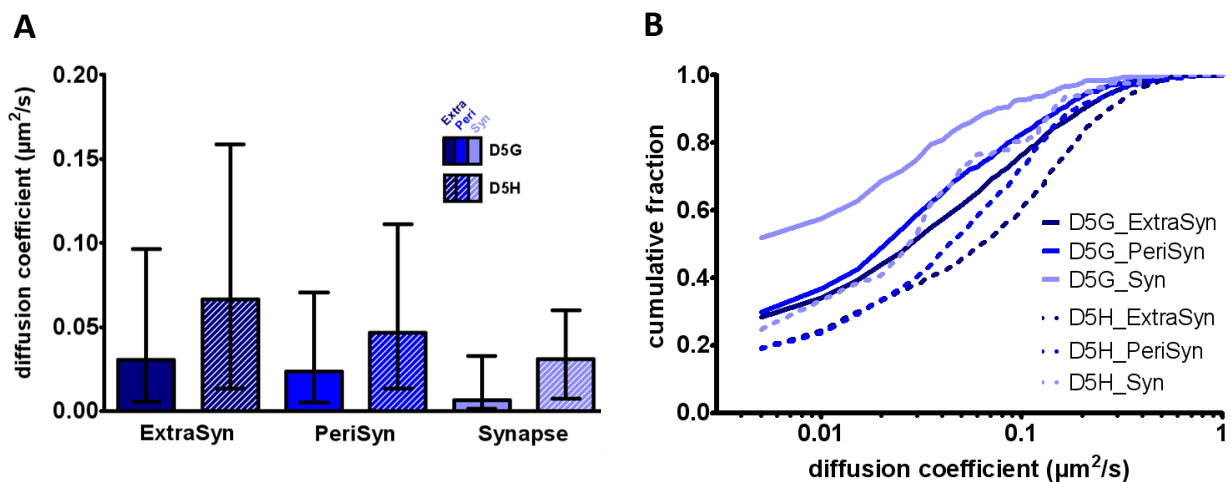 A
diffusion coefficient (µm²/s)
0.20
0.15
0.10
0.05
0.00
Extra
Peri
Syn
D5G
D5H
ExtraSyn
PeriSyn
Synapse
B
cumulative fraction
1.0
0.8
0.6
0.4
0.2
0.0
D5G_ExtraSyn
D5G_PeriSyn
D5G_Syn
D5H_ExtraSyn
D5H_PeriSyn
D5H_Syn
0.01
0.1
1
diffusion coefficient (µm²/s)